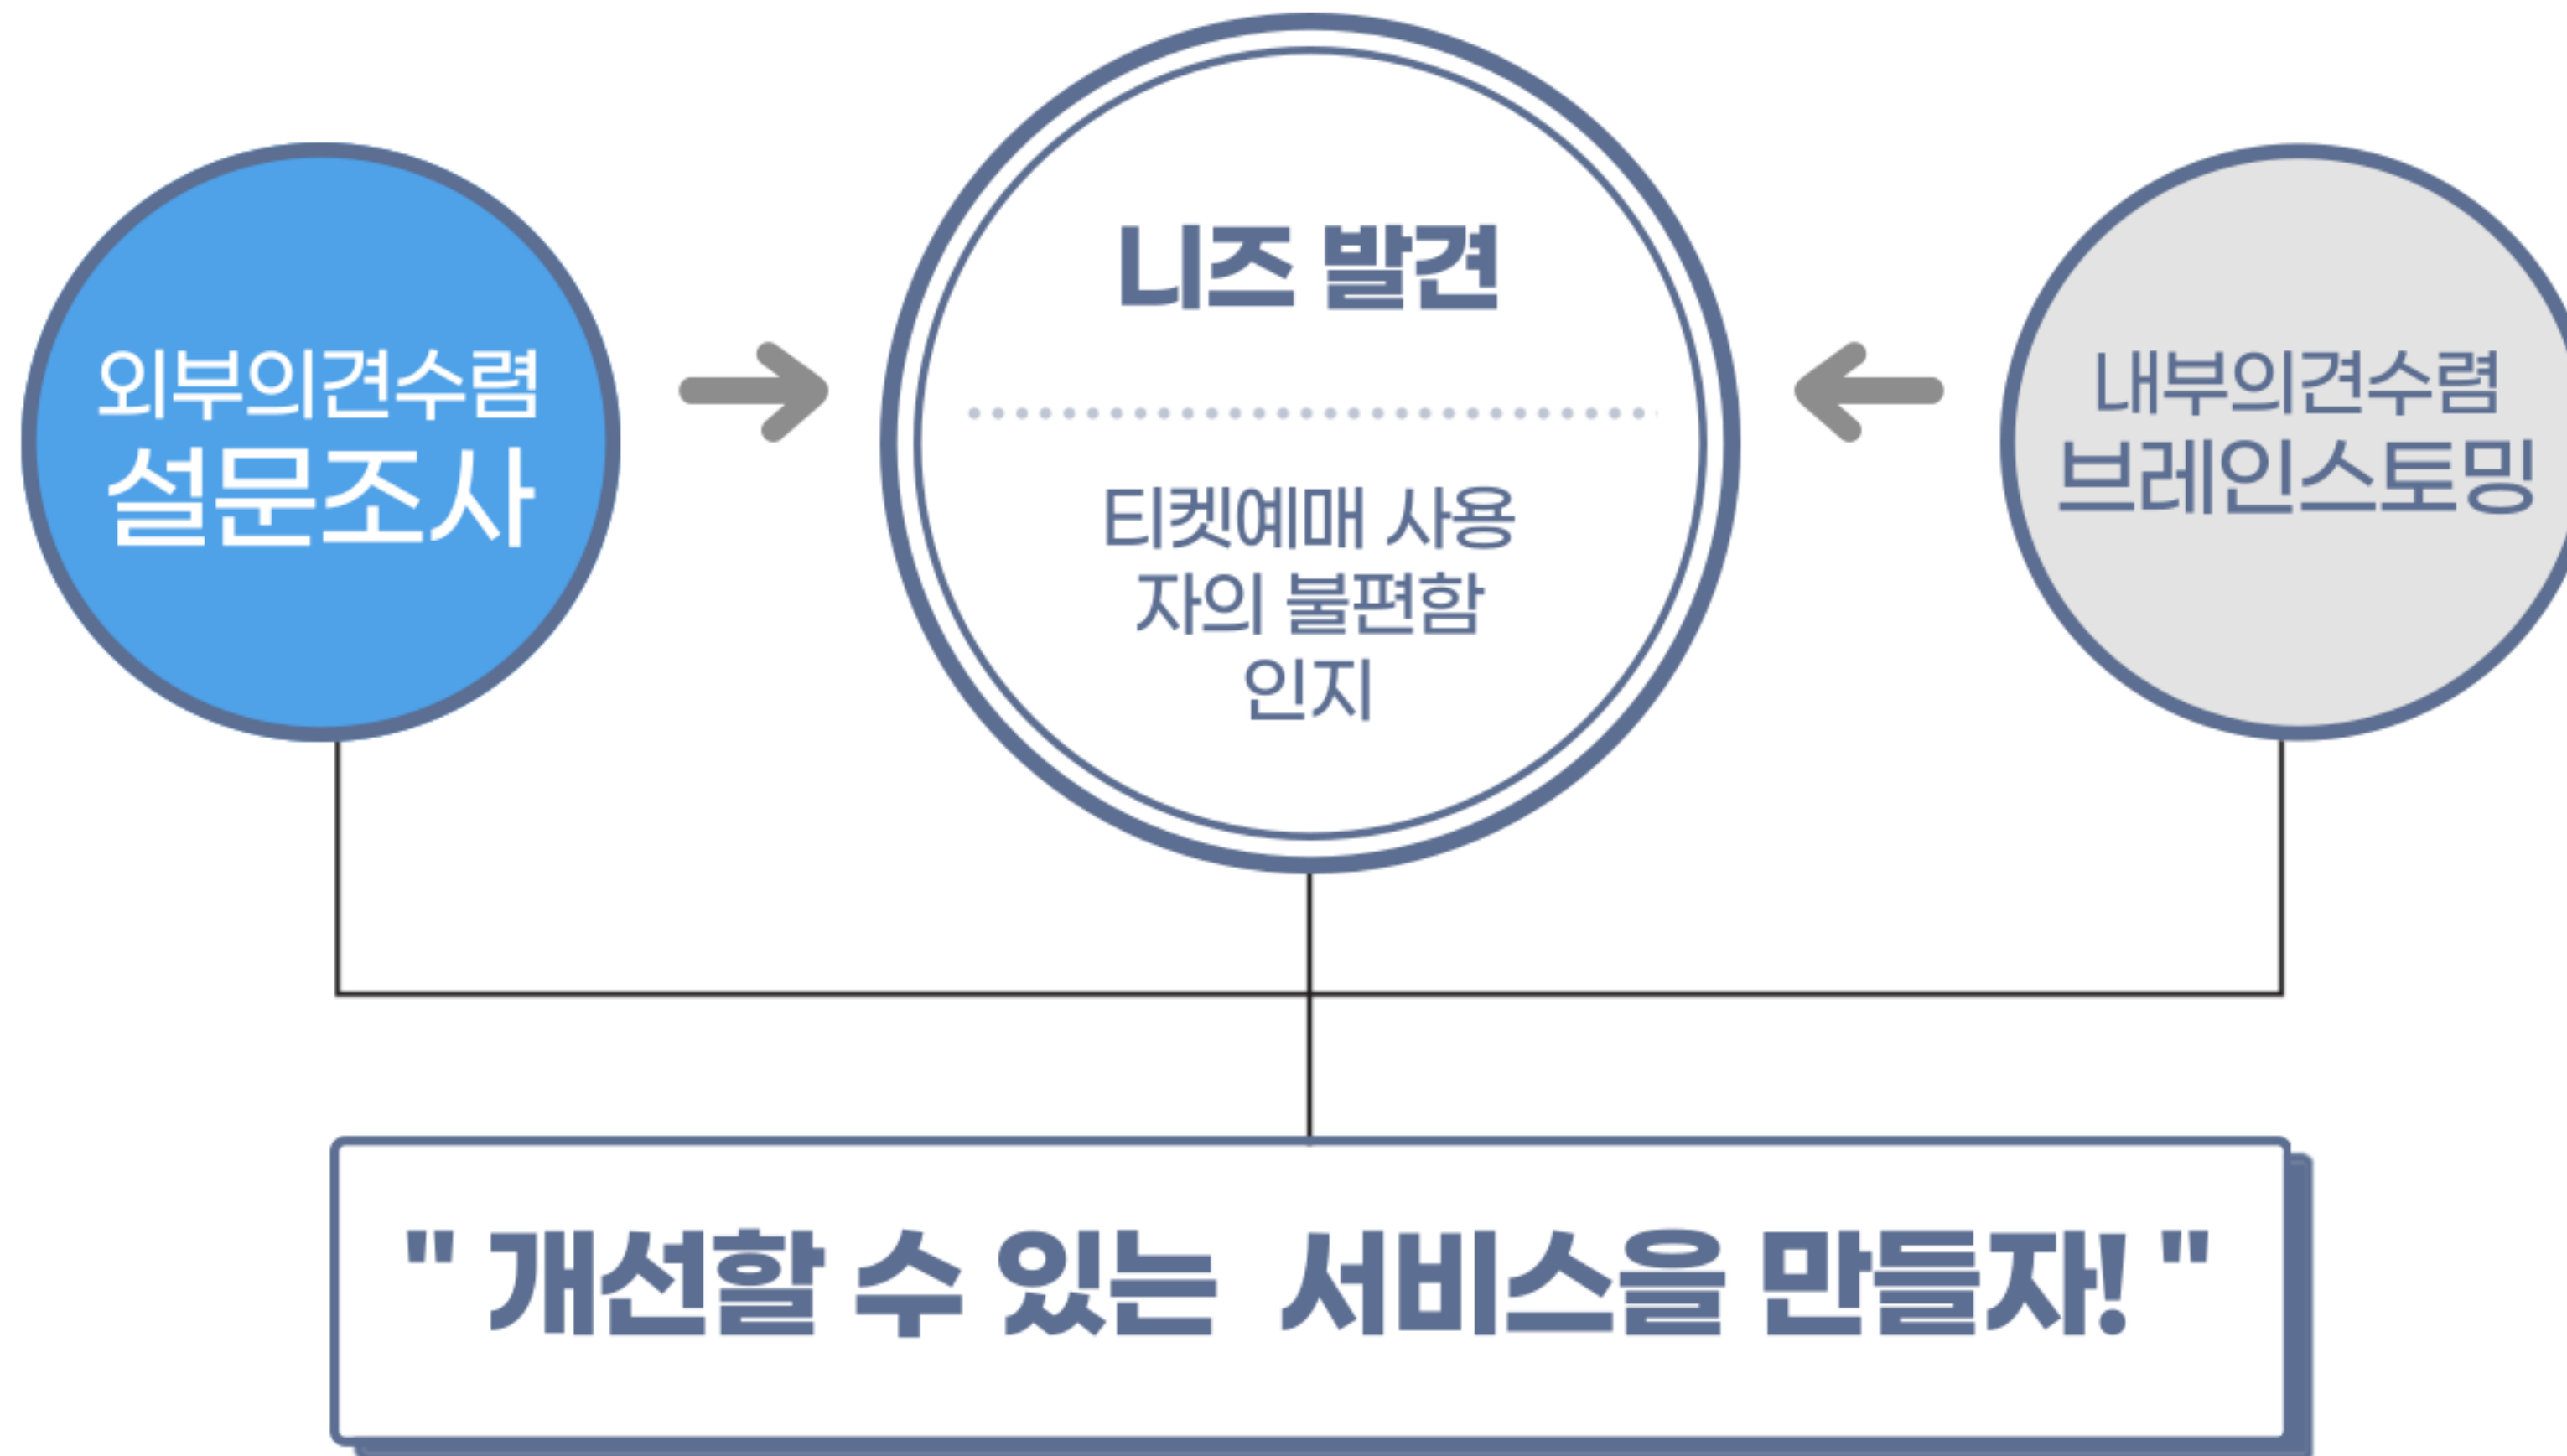 외부의견수렴
설문조사
니즈 발견
티켓예매 사용
자의 불편함
인지
내부의견수렴
브레인스토밍
" 개선할 수 있는 서비스을 만들자! "